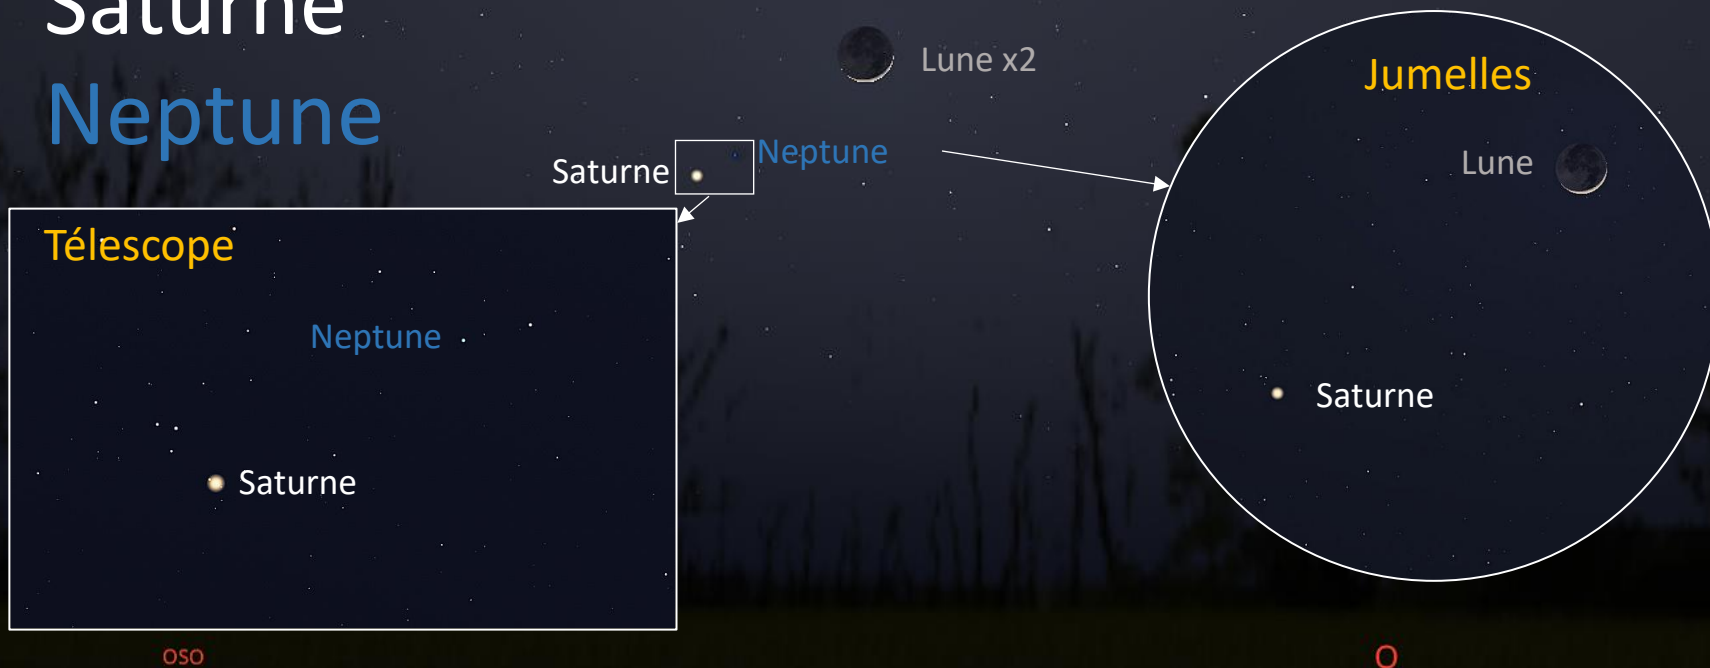 Saturne
Neptune
Lune x2
Jumelles
Saturne
Neptune
Lune
Télescope
Neptune
Saturne
Saturne
OSO
O